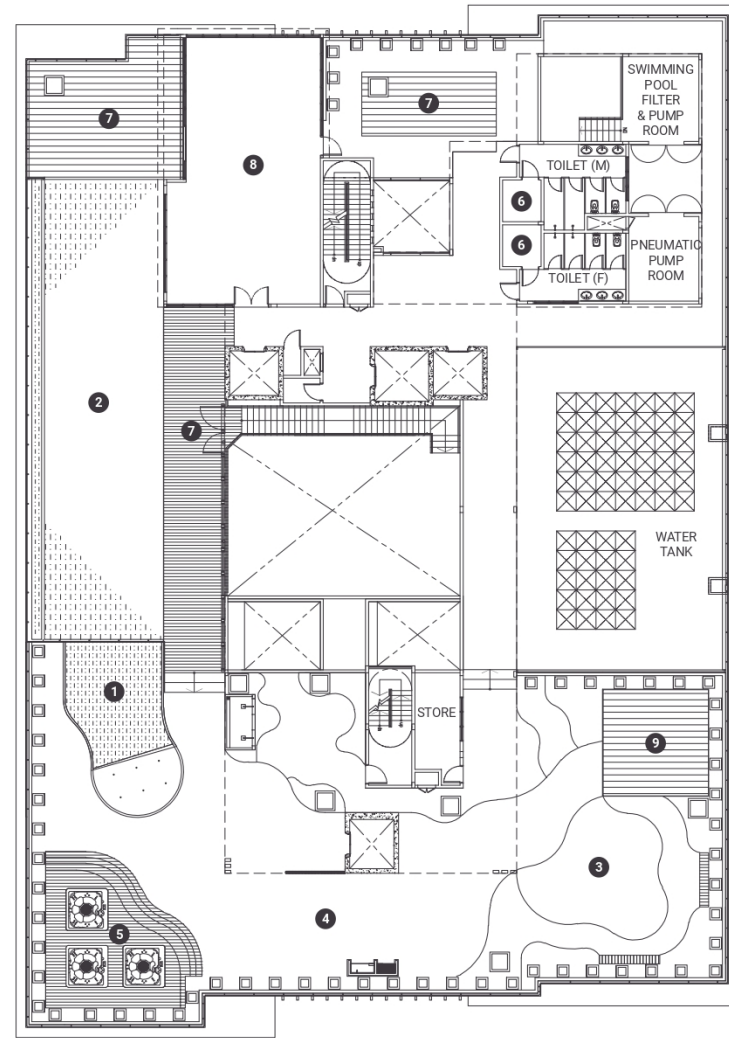 SWIMMING
POOL
FILTER
& PUMP
ROOM
7
7
TOILET (M)
8
6
6
PNEUMATIC
PUMP
ROOM
TOILET (F)
2
7
WATER
TANK
1
STORE
9
3
4
5